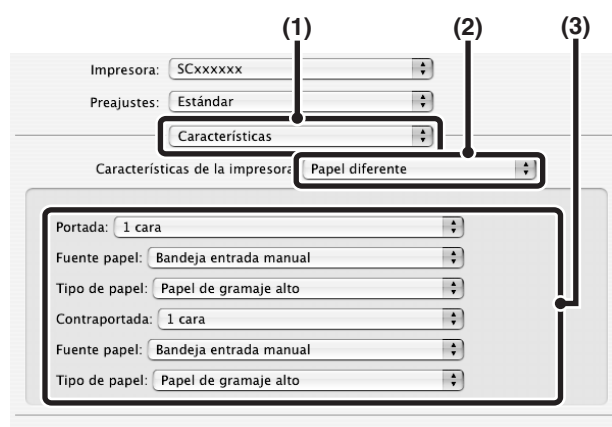 (1) (2) (3)
Impresora: SCxxxxxx
Preajustes: Estándar
Características
Características de la impresora Papel diferente
Portada: 1 cara
Fuente papel: Bandeja entrada manual
Tipo de papel: Papel de gramaje alto
Contraportada: 1 cara
Fuente papel: Bandeja entrada manual
Tipo de papel: Papel de gramaje alto